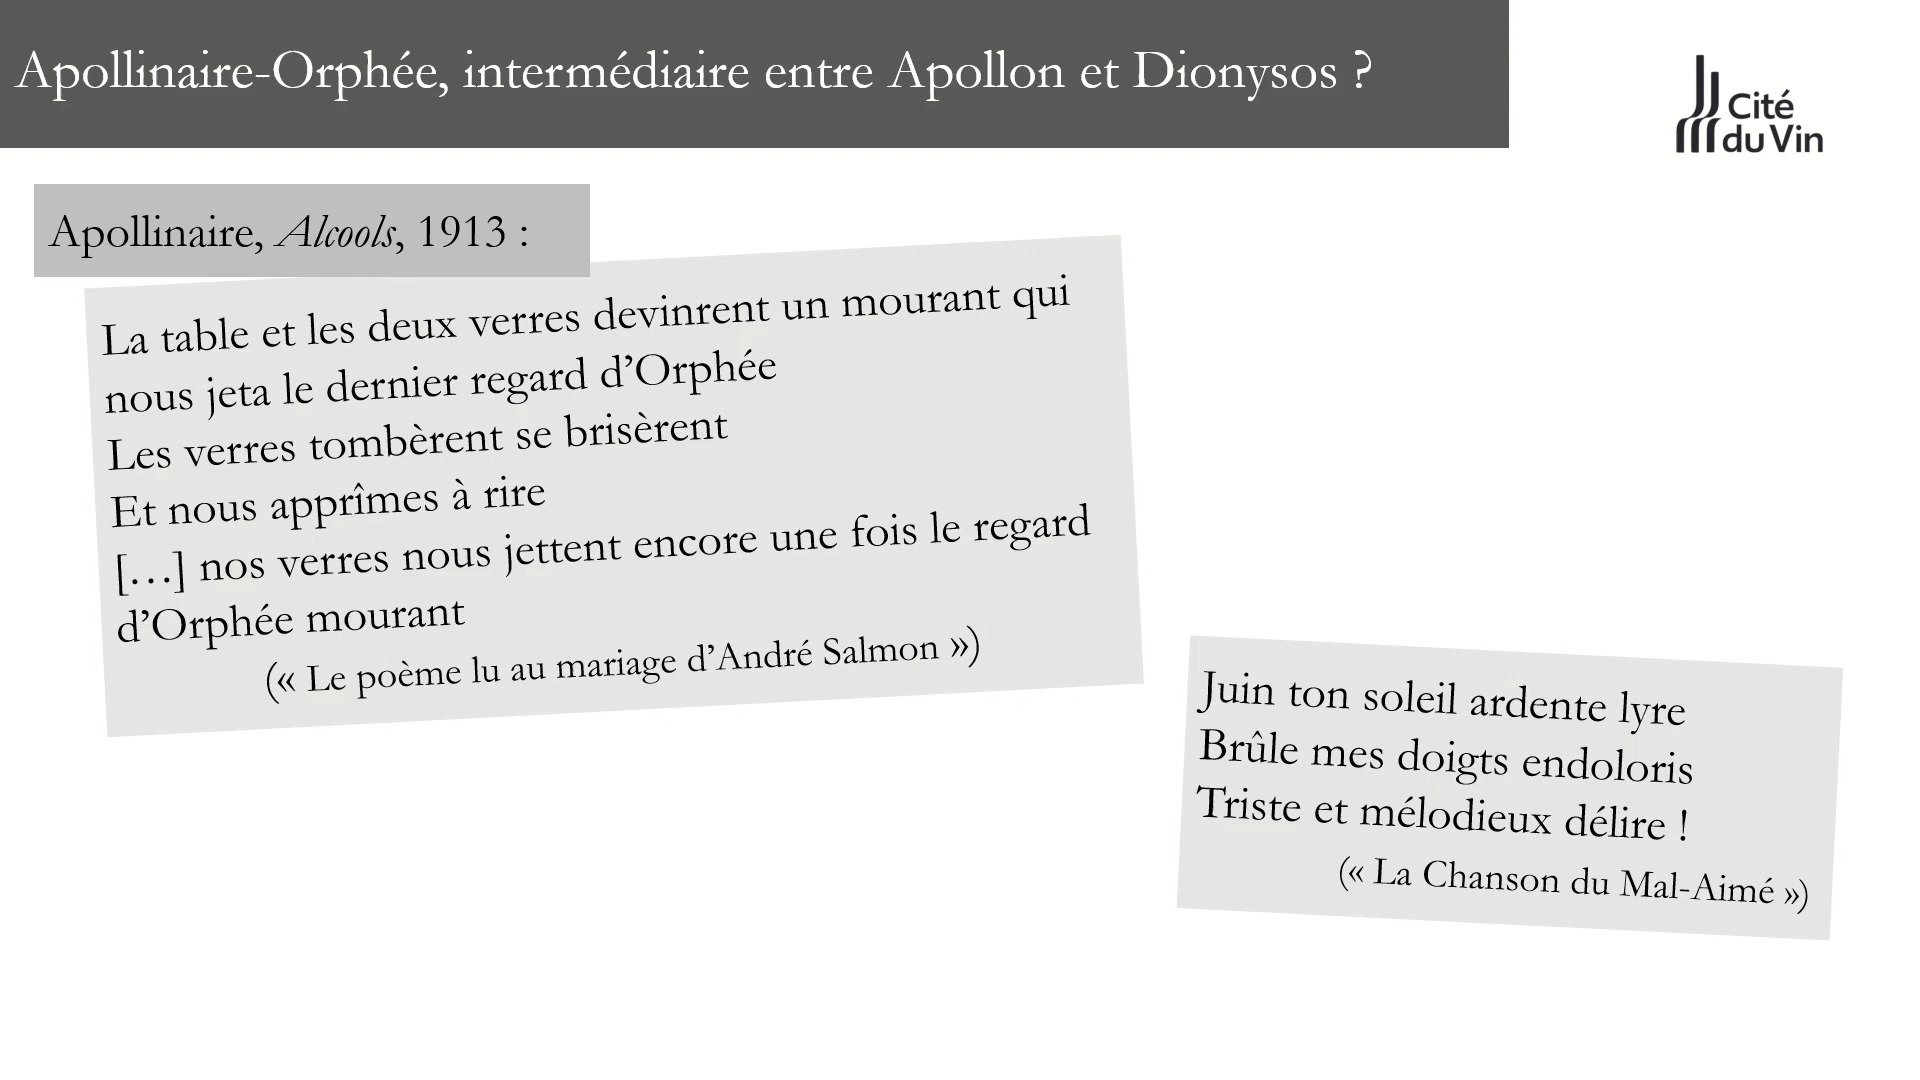 Apollinaire-Orphée, intermédiaire entre Apollon et Dionysos ?
Cité
du Vin
Apollinaire, Alcools, 1913 :
La table et les deux verres devinrent un mourant qui
nous jeta le dernier regard d’Orphée
Les verres tombèrent se brisèrent
Et nous apprîmes à rire
[…] nos verres nous jettent encore une fois le regard
d’Orphée mourant
(« Le poème lu au mariage d’André Salmon »)
Juin ton soleil ardente lyre
Brûle mes doigts endoloris
Triste et mélodieux délire !
(« La Chanson du Mal-Aimé »)